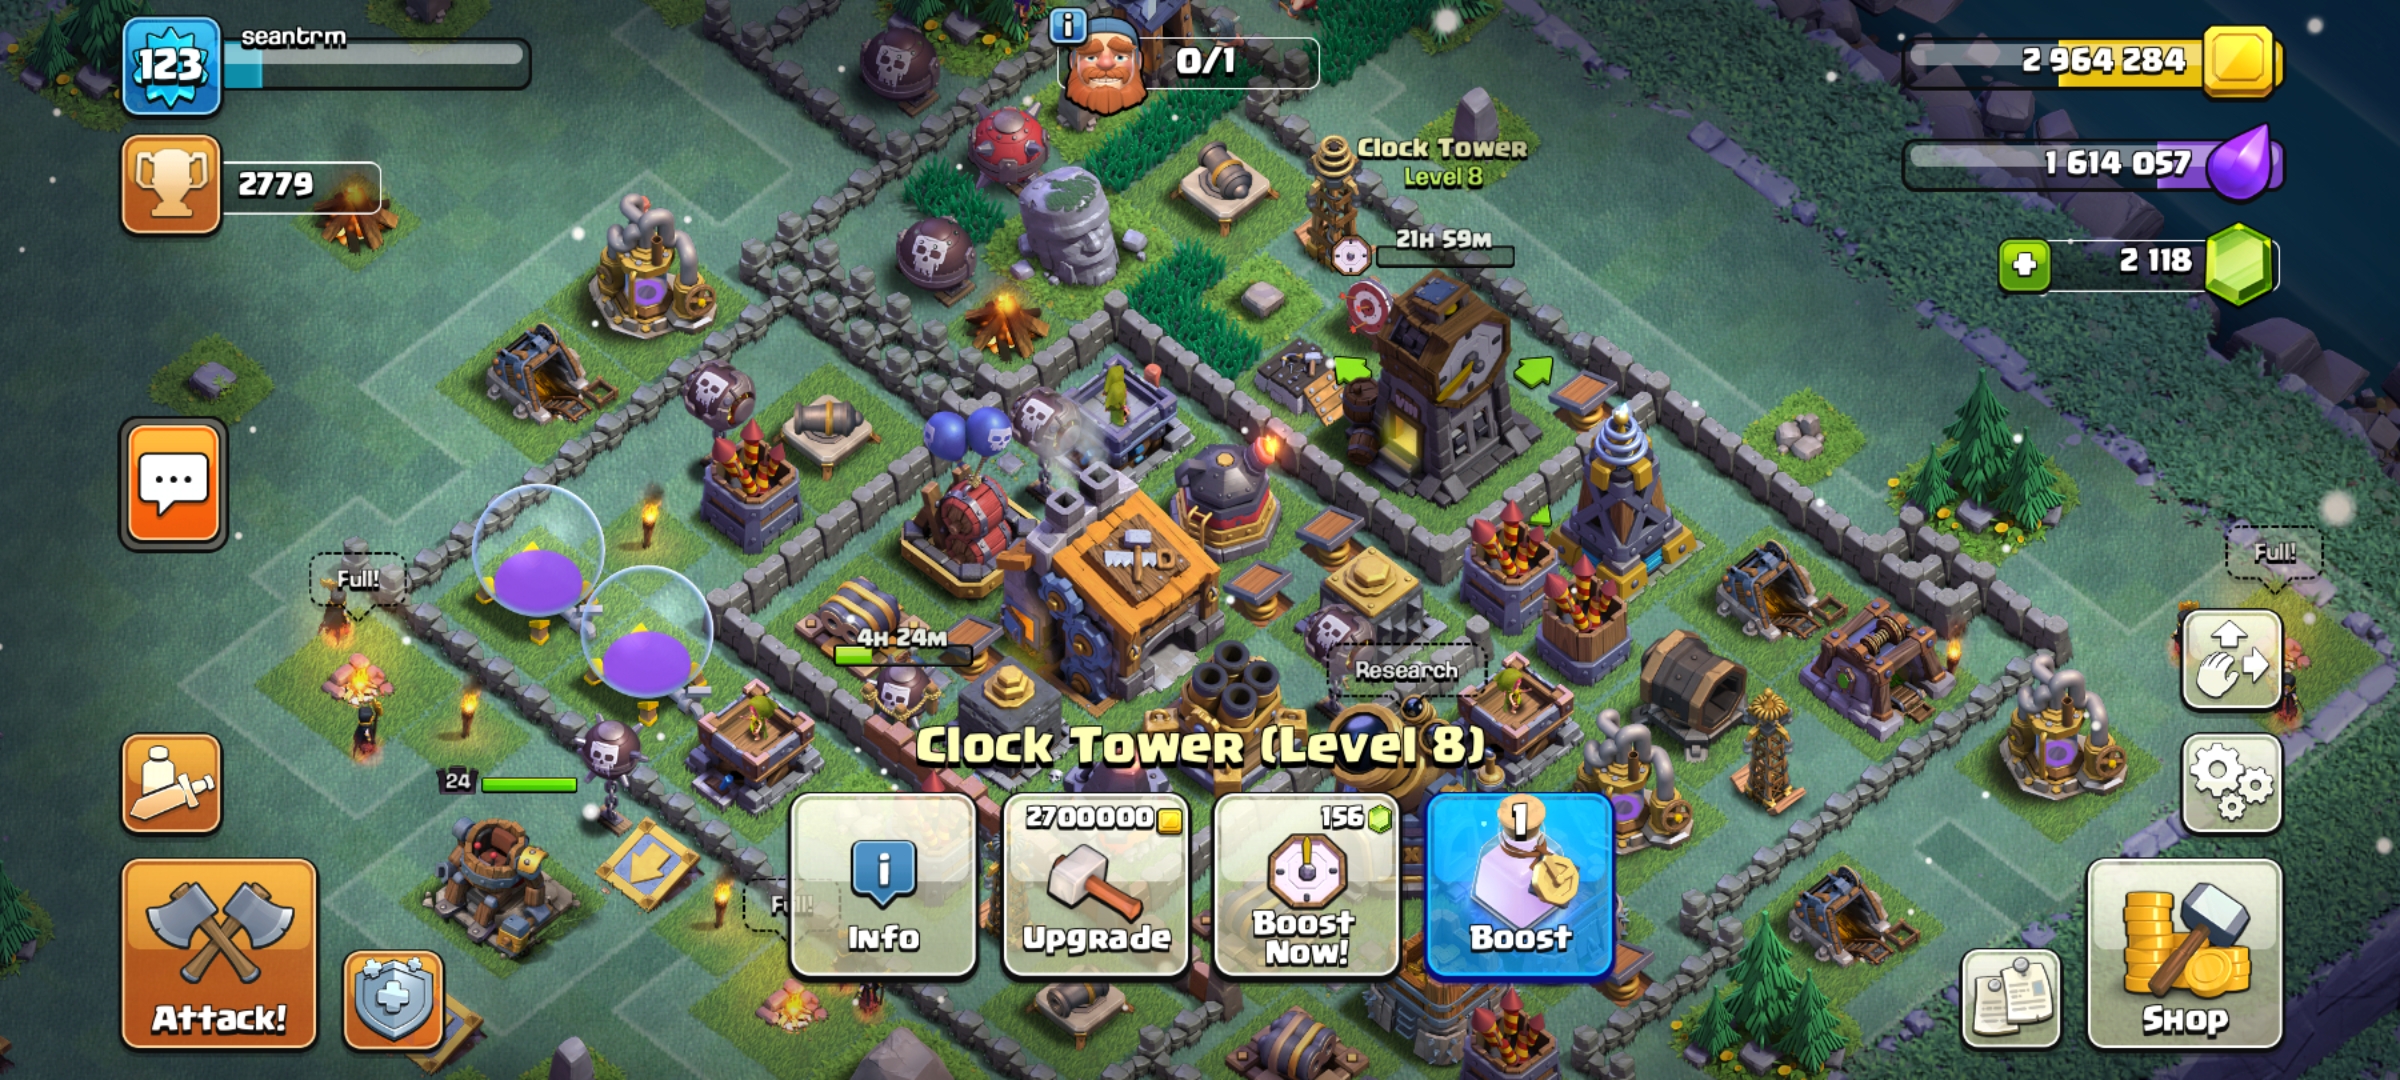 123
seantrm
2779
i
0/1
2 964 284
1 614 057
2 118
Clock Tower
Level 8
21H 59M
Full!
Full!
4H 24M
Research
24
Clock Tower (Level 8)
Full!
i
Info
2700000
Upgrade
156
Boost
Now!
1
Boost
Attack!
Shop